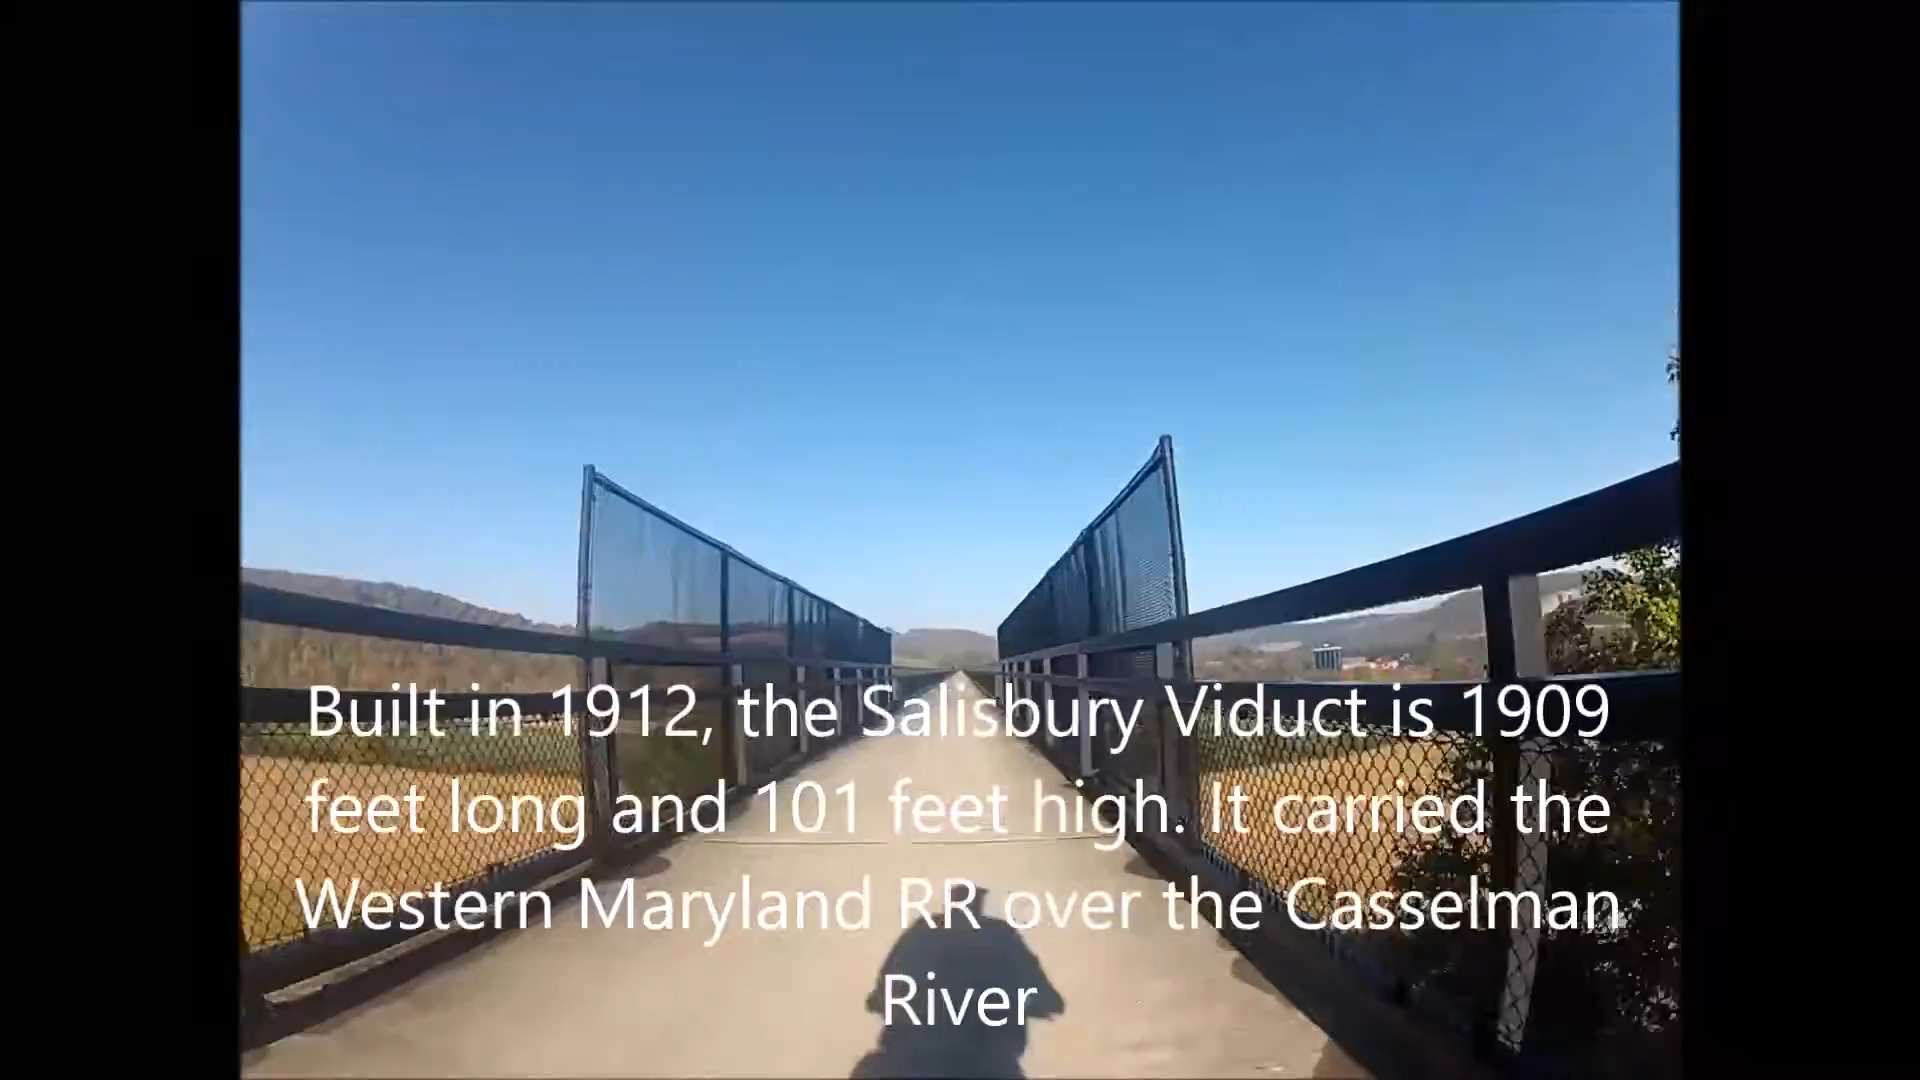 Built in 1912, the Salisbury Viduct is 1909
feet long and 101 feet high. It carried the
Western Maryland RR over the Casselman
River